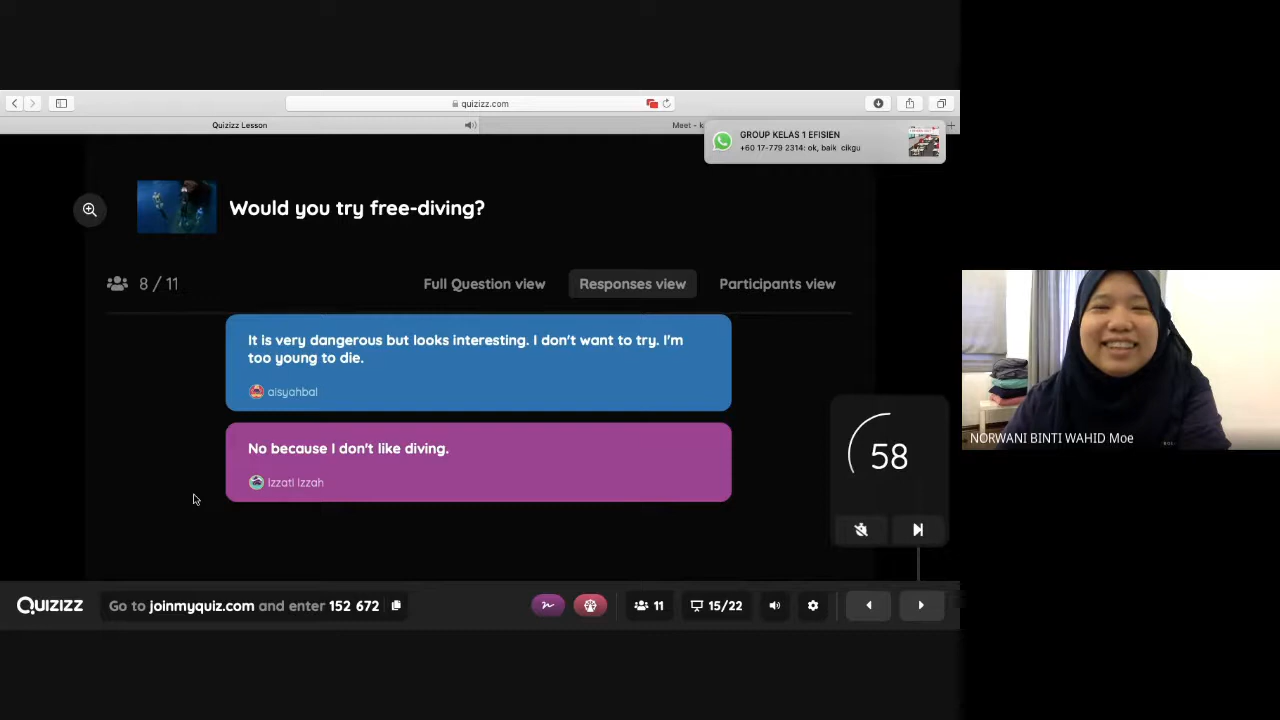 quizizz.com
Quizizz Lesson
Meet - k
GROUP KELAS 1 EFISIEN
+60 17-779 2314: ok, baik cikgu
Would you try free-diving?
8 / 11
Full Question view
Responses view
Participants view
It is very dangerous but looks interesting. I don't want to try. I'm
too young to die.
aisyahbal
No because I don't like diving.
Izzati Izzah
58
NORWANI BINTI WAHID Moe
QUIZIZZ
Go to joinmyquiz.com and enter 152 672
11
15/22